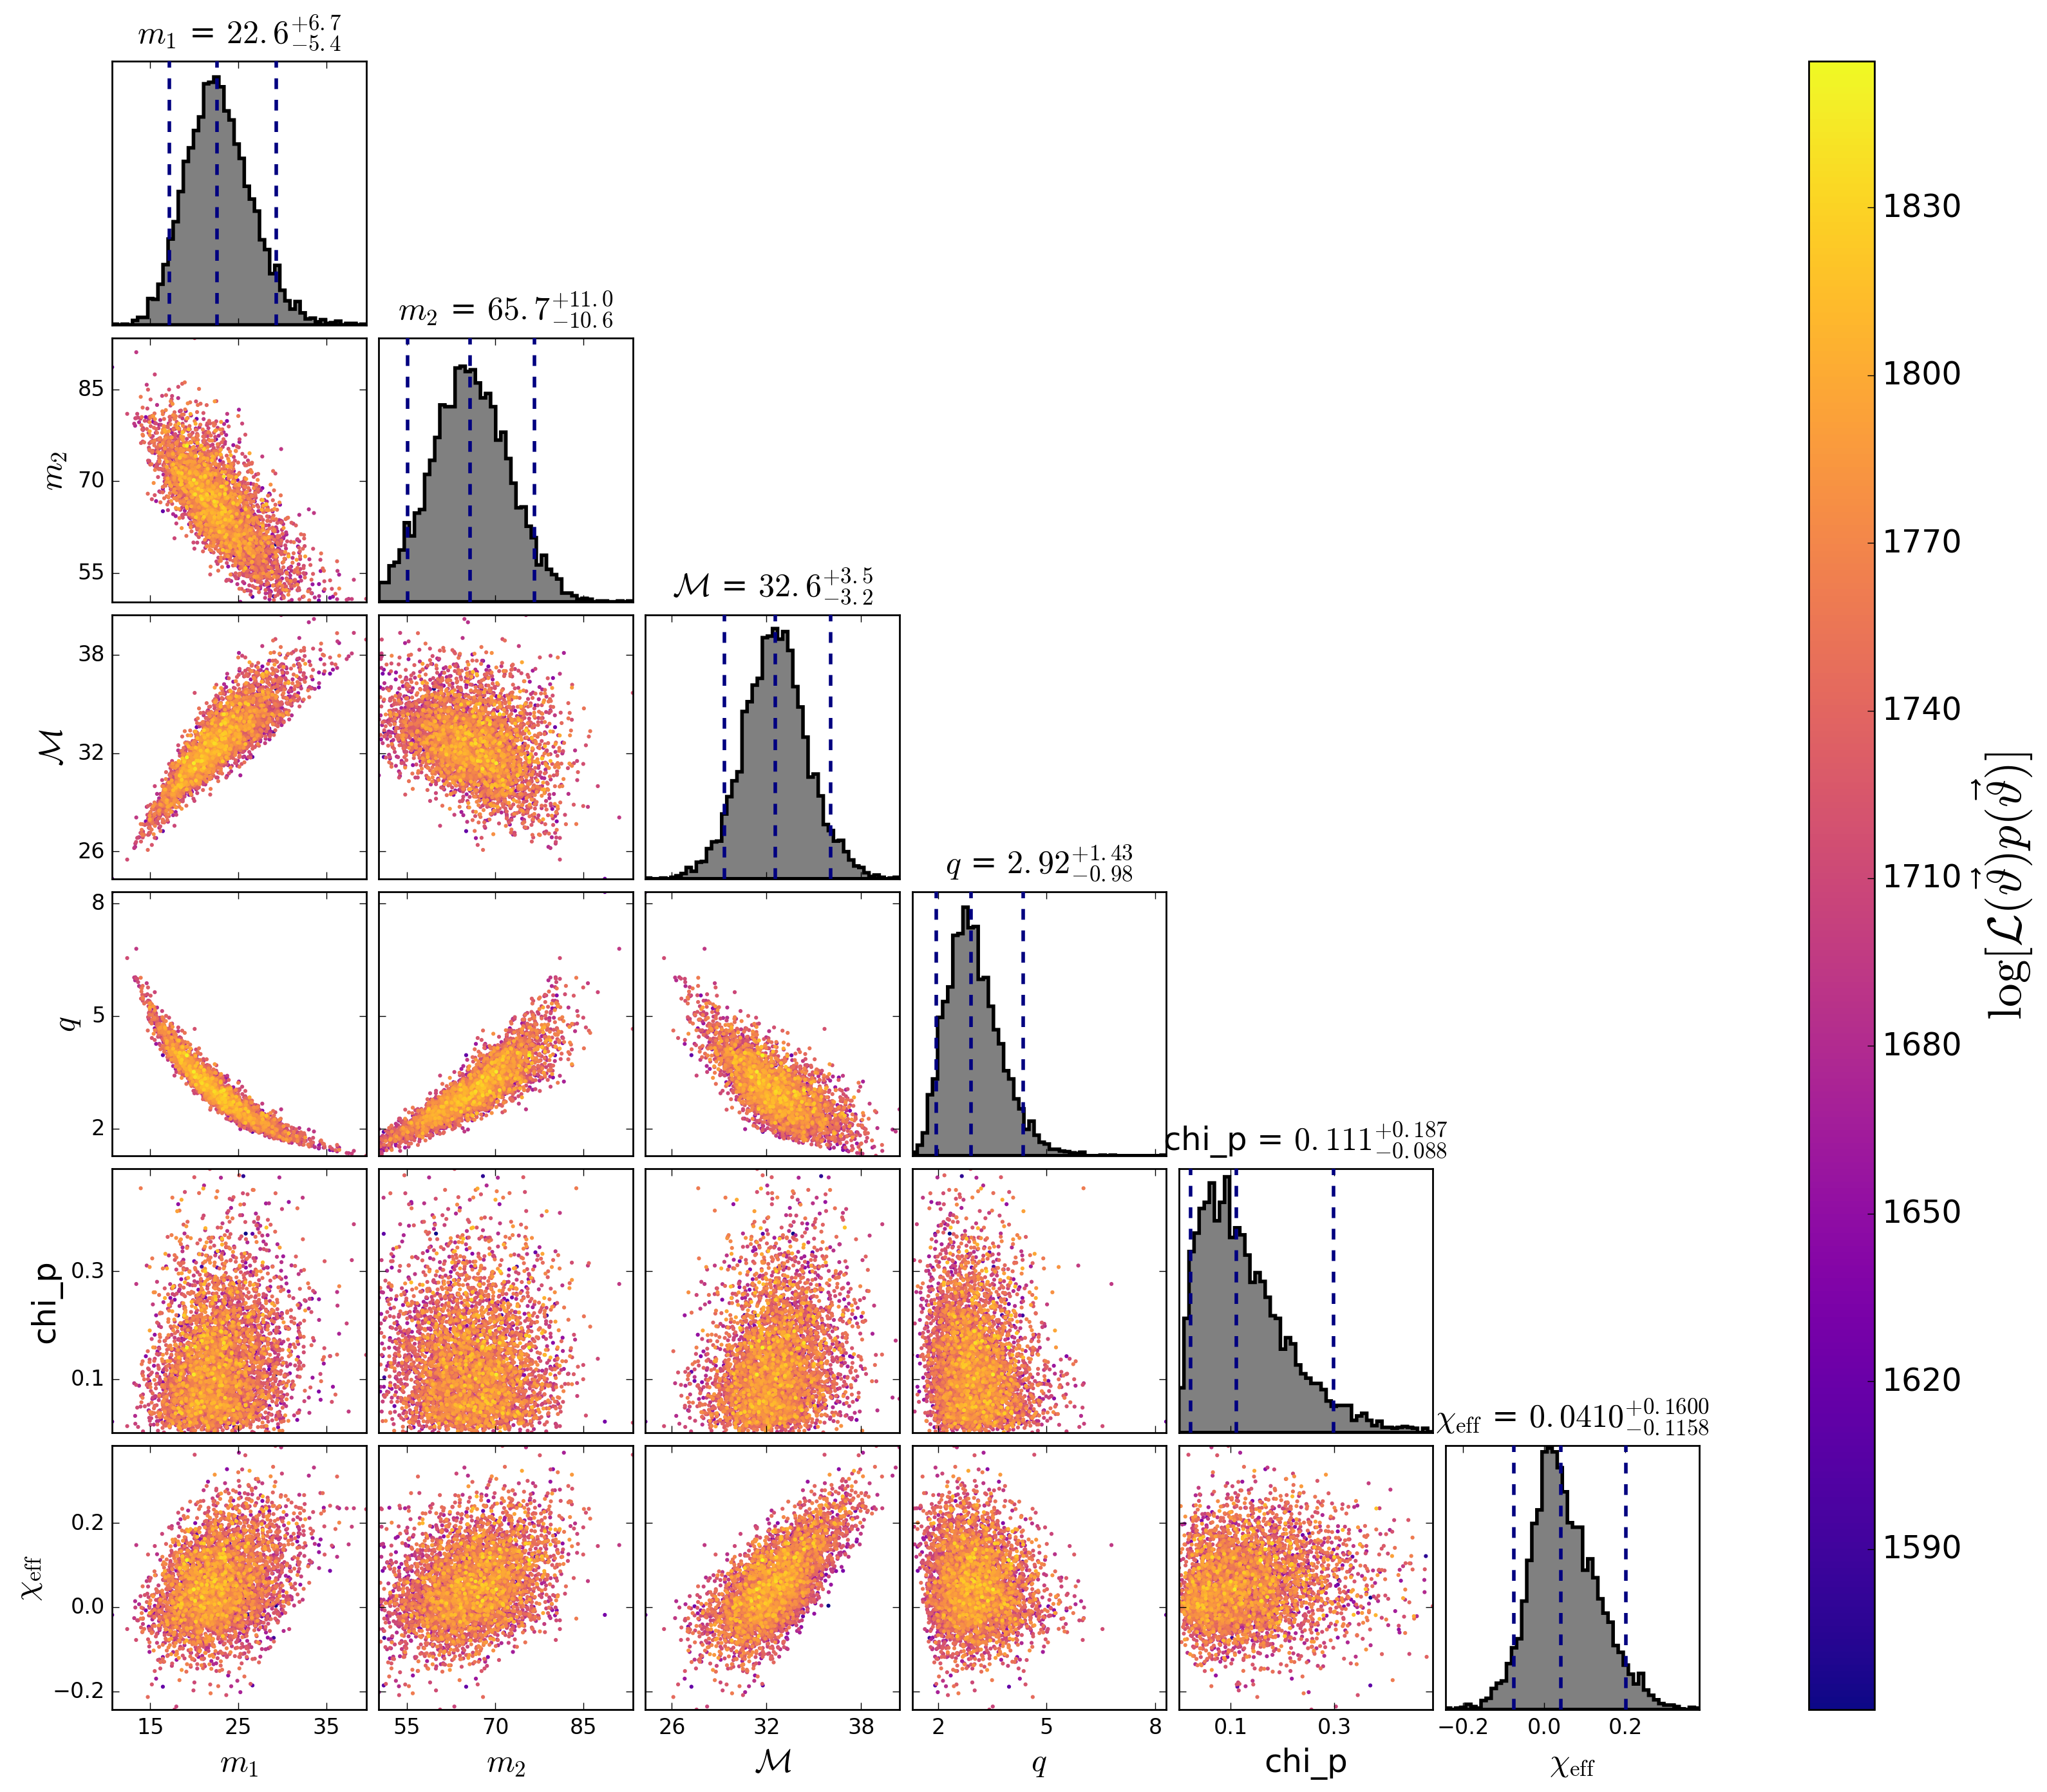 m₁ = 22.6 +6.7 −5.4
m₂ = 65.7 +11.0 −10.6
85
70
55
m₂
ℳ = 32.6 +3.5 −3.2
38
32
26
ℳ
q = 2.92 +1.43 −0.98
8
5
2
q
chi_p = 0.111 +0.187 −0.088
0.3
0.1
chi_p
χeff = 0.0410 +0.1600 −0.1158
0.2
0.0
−0.2
χeff
15 25 35
55 70 85
26 32 38
2 5 8
0.1 0.3
−0.2 0.0 0.2
m₁
m₂
ℳ
q
chi_p
χeff
1830
1800
1770
1740
1710
1680
1650
1620
1590
log[ℒ(ϑ⃗)p(ϑ⃗)]